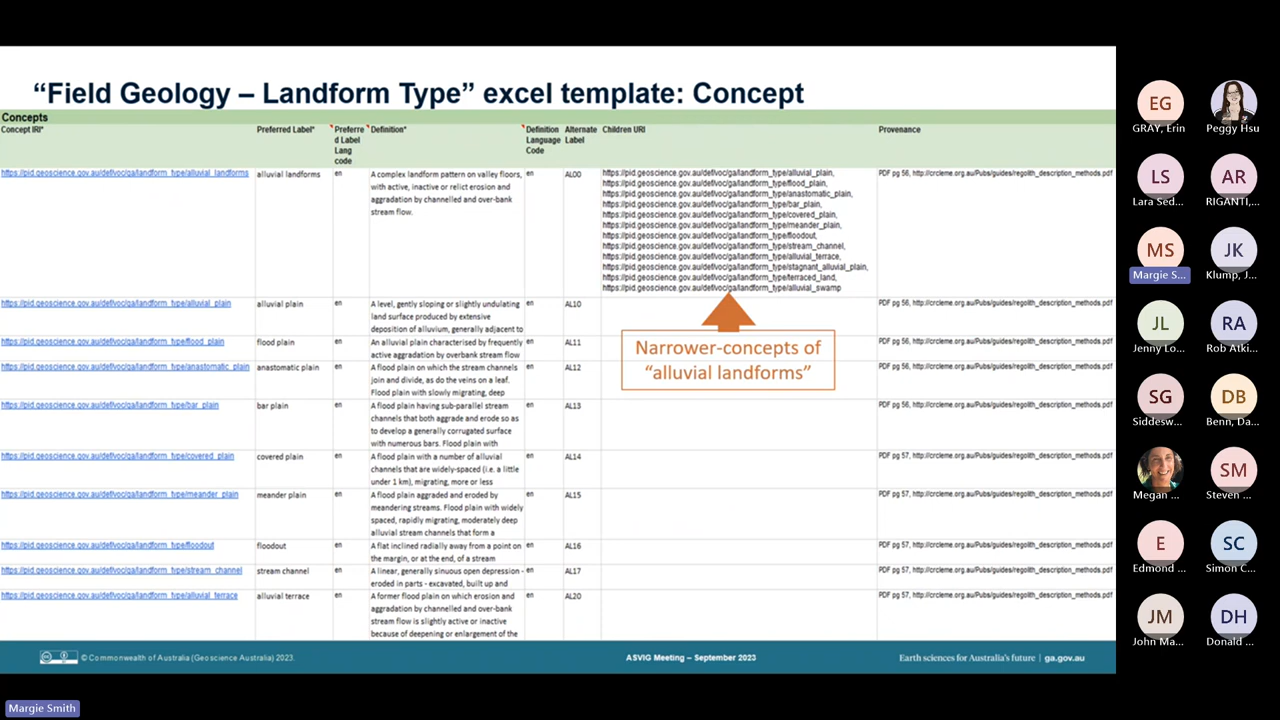 “Field Geology – Landform Type” excel template: Concept
Concepts
Concept IRI* Preferred Label* Preferre d Label Lang code Definition* Definition Language Code Alternate Label Children URI Provenance
https://pid.geoscience.gov.au/def/voc/ga/landform_type/alluvial_landforms alluvial landforms en A complex landform pattern on valley floors, with active, inactive or relict erosion and aggradation by channelled and over-bank stream flow. en AL00
https://pid.geoscience.gov.au/def/voc/ga/landform_type/alluvial_plain,
https://pid.geoscience.gov.au/def/voc/ga/landform_type/flood_plain,
https://pid.geoscience.gov.au/def/voc/ga/landform_type/anastomatic_plain,
https://pid.geoscience.gov.au/def/voc/ga/landform_type/bar_plain,
https://pid.geoscience.gov.au/def/voc/ga/landform_type/covered_plain,
https://pid.geoscience.gov.au/def/voc/ga/landform_type/meander_plain,
https://pid.geoscience.gov.au/def/voc/ga/landform_type/floodout,
https://pid.geoscience.gov.au/def/voc/ga/landform_type/stream_channel,
https://pid.geoscience.gov.au/def/voc/ga/landform_type/alluvial_terrace,
https://pid.geoscience.gov.au/def/voc/ga/landform_type/stagnant_alluvial_plain,
https://pid.geoscience.gov.au/def/voc/ga/landform_type/terraced_land,
https://pid.geoscience.gov.au/def/voc/ga/landform_type/alluvial_swamp
PDF pg 56, http://crcleme.org.au/Pubs/guides/regolith_description_methods.pdf
https://pid.geoscience.gov.au/def/voc/ga/landform_type/alluvial_plain alluvial plain en A level, gently sloping or slightly undulating land surface produced by extensive deposition of alluvium, generally adjacent to en AL10 PDF pg 56, http://crcleme.org.au/Pubs/guides/regolith_description_methods.pdf
https://pid.geoscience.gov.au/def/voc/ga/landform_type/flood_plain flood plain en An alluvial plain characterised by frequently active aggradation by overbank stream flow en AL11 PDF pg 56, http://crcleme.org.au/Pubs/guides/regolith_description_methods.pdf
https://pid.geoscience.gov.au/def/voc/ga/landform_type/anastomatic_plain anastomatic plain en A flood plain on which the stream channels join and divide, as do the veins on a leaf. Flood plain with slowly migrating, deep en AL12 PDF pg 56, http://crcleme.org.au/Pubs/guides/regolith_description_methods.pdf
https://pid.geoscience.gov.au/def/voc/ga/landform_type/bar_plain bar plain en A flood plain having sub-parallel stream channels that both aggrade and erode so as to develop a generally corrugated surface with numerous bars. Flood plain with en AL13 PDF pg 56, http://crcleme.org.au/Pubs/guides/regolith_description_methods.pdf
https://pid.geoscience.gov.au/def/voc/ga/landform_type/covered_plain covered plain en A flood plain with a number of alluvial channels that are widely-spaced (i.e. a little under 1 km), migrating, more or less en AL14 PDF pg 57, http://crcleme.org.au/Pubs/guides/regolith_description_methods.pdf
https://pid.geoscience.gov.au/def/voc/ga/landform_type/meander_plain meander plain en A flood plain aggraded and eroded by meandering streams. Flood plain with widely spaced, rapidly migrating, moderately deep alluvial stream channels that form a en AL15 PDF pg 57, http://crcleme.org.au/Pubs/guides/regolith_description_methods.pdf
https://pid.geoscience.gov.au/def/voc/ga/landform_type/floodout floodout en A flat inclined radially away from a point on the margin, or at the end, of a stream en AL16 PDF pg 57, http://crcleme.org.au/Pubs/guides/regolith_description_methods.pdf
https://pid.geoscience.gov.au/def/voc/ga/landform_type/stream_channel stream channel en A linear, generally sinuous open depression - eroded in parts - excavated, built up and en AL17 PDF pg 57, http://crcleme.org.au/Pubs/guides/regolith_description_methods.pdf
https://pid.geoscience.gov.au/def/voc/ga/landform_type/alluvial_terrace alluvial terrace en A former flood plain on which erosion and aggradation by channelled and over-bank stream flow is slightly active or inactive because of deepening or enlargement of the en AL20 PDF pg 57, http://crcleme.org.au/Pubs/guides/regolith_description_methods.pdf
Narrower-concepts of
“alluvial landforms”
© Commonwealth of Australia (Geoscience Australia) 2023.
ASVIG Meeting – September 2023
Earth sciences for Australia’s future | ga.gov.au
EG
GRAY, Erin Peggy Hsu
LS AR
Lara Sed... RIGANTI,...
MS JK
Margie S... Klump, J...
JL RA
Jenny Lo... Rob Atki...
SG DB
Siddesw... Benn, Da...
SM
Megan ... Steven ...
E SC
Edmond ... Simon C...
JM DH
John Ma... Donald ...
Margie Smith